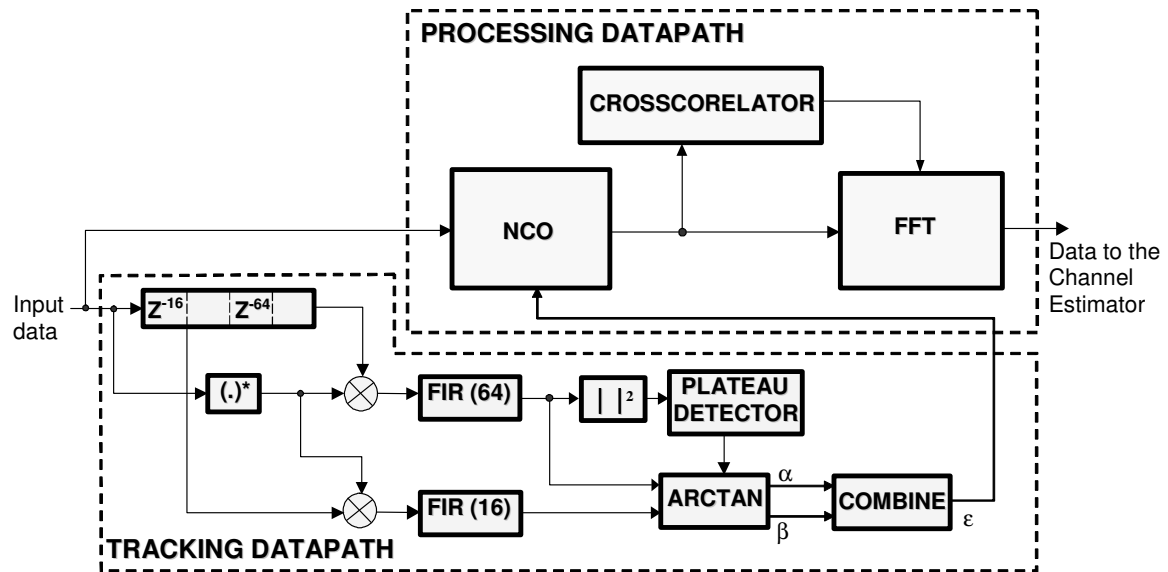 PROCESSING DATAPATH
CROSSCORELATOR
NCO
FFT
Data to the
Channel
Estimator
Input
data
Z-16
Z-64
(.)*
FIR (64)
| |²
PLATEAU
DETECTOR
FIR (16)
ARCTAN
α
β
COMBINE
ε
TRACKING DATAPATH